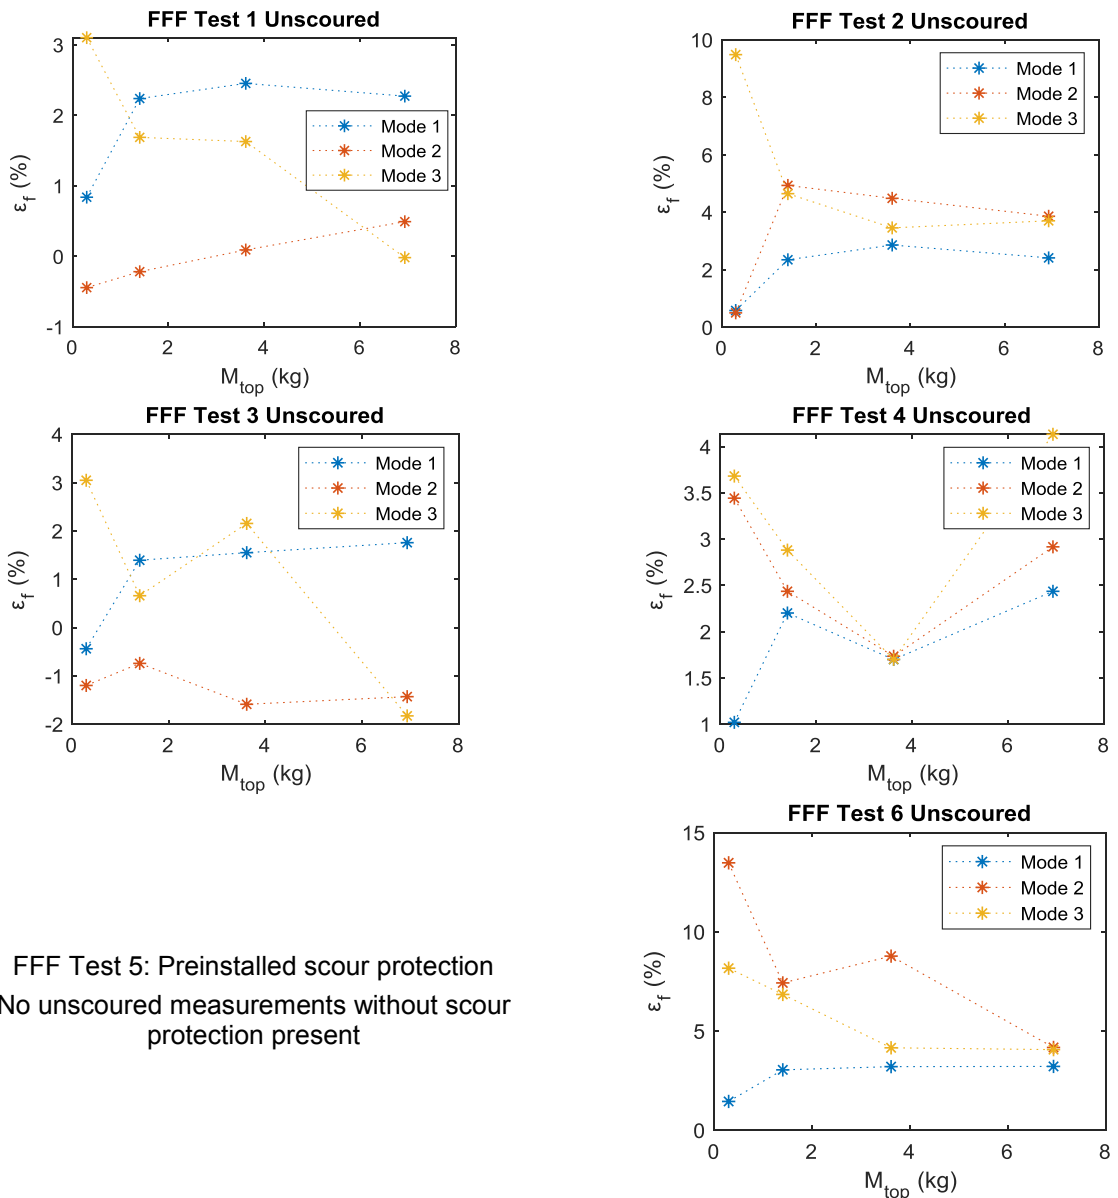 FFF Test 1 Unscoured
3
2
1
0
-1
ε_f (%)
0 2 4 6 8
M_top (kg)
Mode 1
Mode 2
Mode 3
FFF Test 2 Unscoured
10
8
6
4
2
0
ε_f (%)
0 2 4 6 8
M_top (kg)
Mode 1
Mode 2
Mode 3
FFF Test 3 Unscoured
4
3
2
1
0
-1
-2
ε_f (%)
0 2 4 6 8
M_top (kg)
Mode 1
Mode 2
Mode 3
FFF Test 4 Unscoured
4
3.5
3
2.5
2
1.5
1
ε_f (%)
0 2 4 6 8
M_top (kg)
Mode 1
Mode 2
Mode 3
FFF Test 5: Preinstalled scour protection
No unscoured measurements without scour
protection present
FFF Test 6 Unscoured
15
10
5
0
ε_f (%)
0 2 4 6 8
M_top (kg)
Mode 1
Mode 2
Mode 3